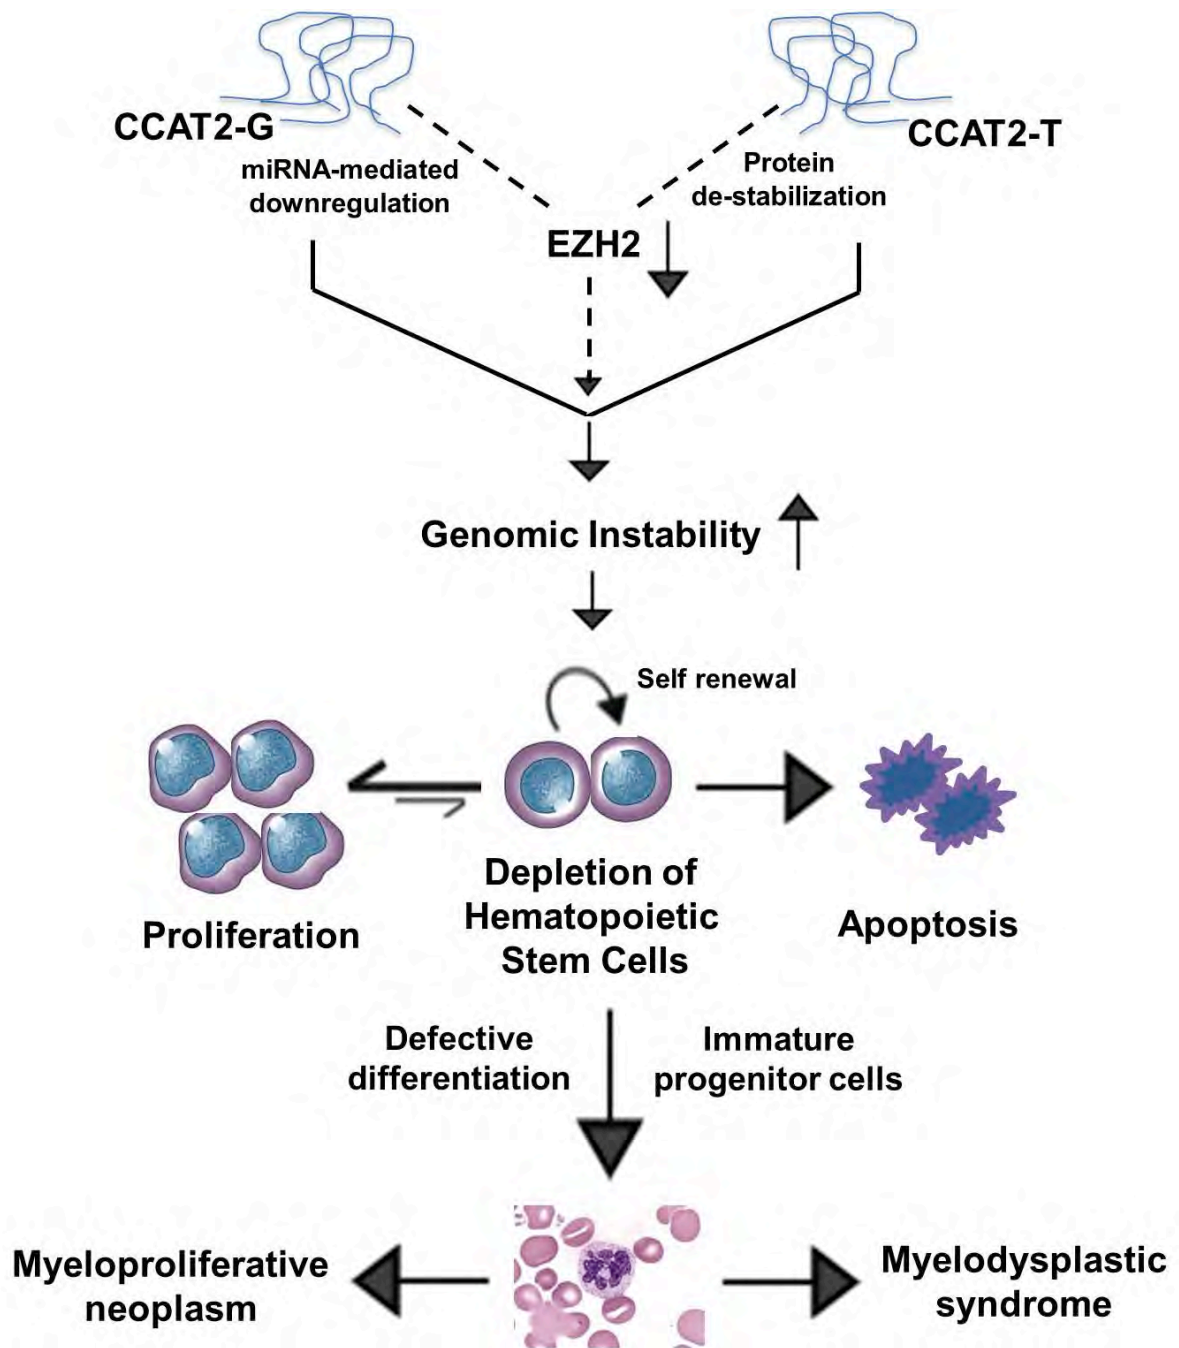 CCAT2-G
CCAT2-T
miRNA-mediated
downregulation
Protein
de-stabilization
EZH2
Genomic Instability
Self renewal
Proliferation
Depletion of
Hematopoietic
Stem Cells
Apoptosis
Defective
differentiation
Immature
progenitor cells
Myeloproliferative
neoplasm
Myelodysplastic
syndrome